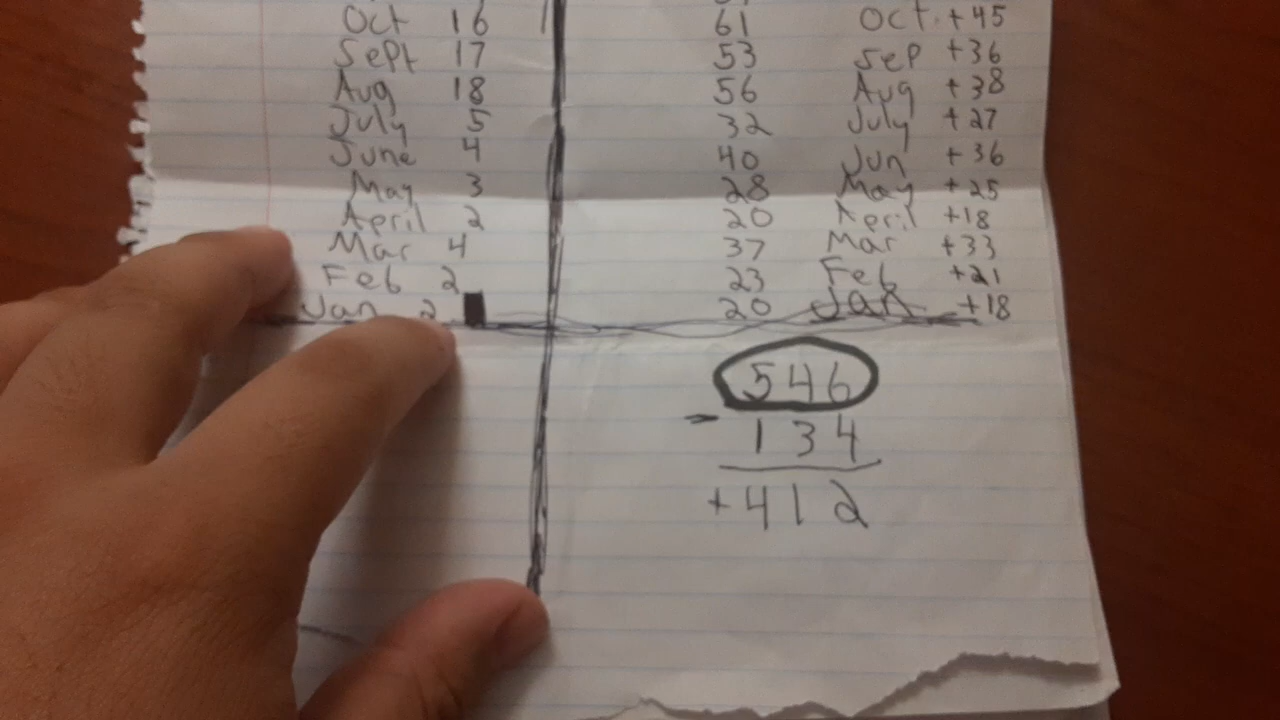 Oct 16 61 Oct. +45
Sept 17 53 Sep +36
Aug 18 56 Aug +38
July 5 32 July +27
June 4 40 Jun +36
May 3 28 May +25
April 2 20 April +18
Mar 4 37 Mar +33
Feb 2 23 Feb +21
Jan 2 20 Jan +18
546
- 134
+412